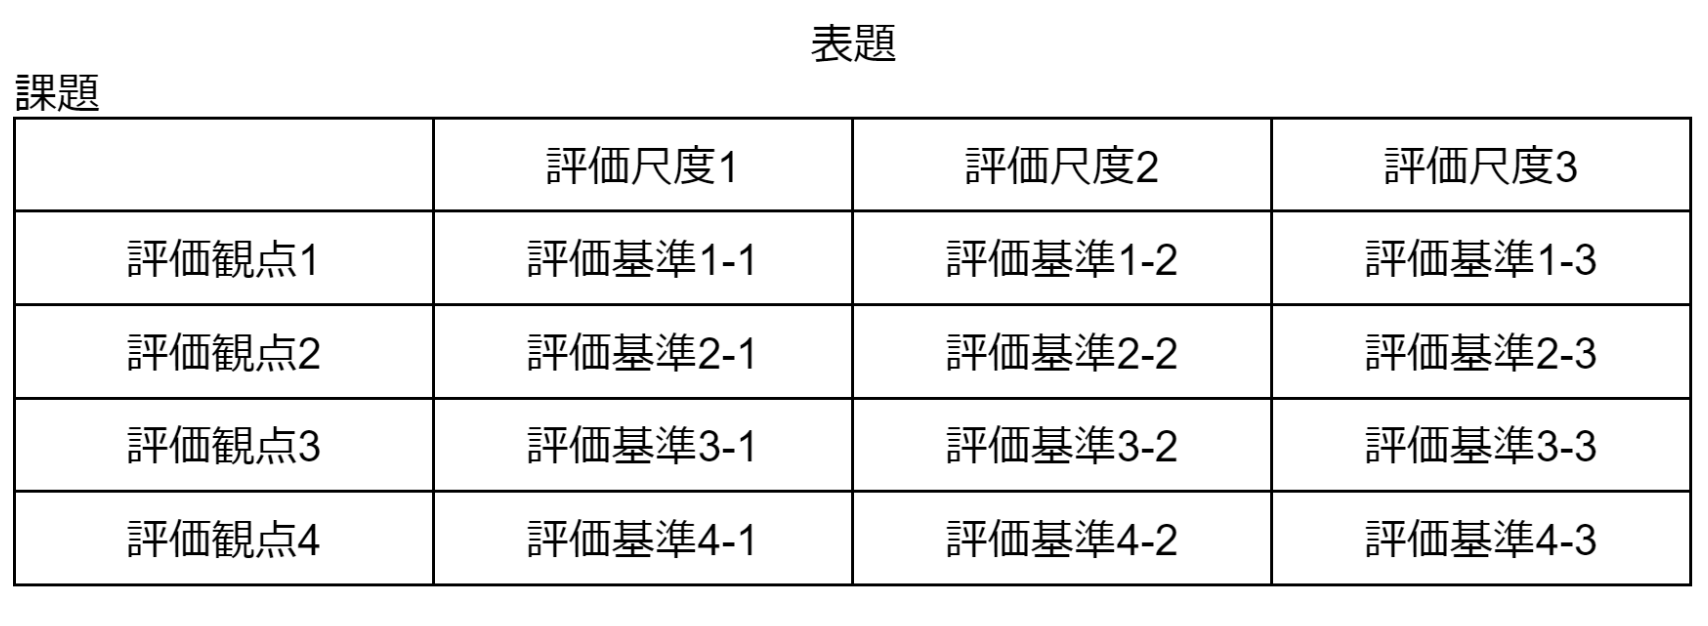 表題
課題
評価尺度1 評価尺度2 評価尺度3
評価観点1 評価基準1-1 評価基準1-2 評価基準1-3
評価観点2 評価基準2-1 評価基準2-2 評価基準2-3
評価観点3 評価基準3-1 評価基準3-2 評価基準3-3
評価観点4 評価基準4-1 評価基準4-2 評価基準4-3